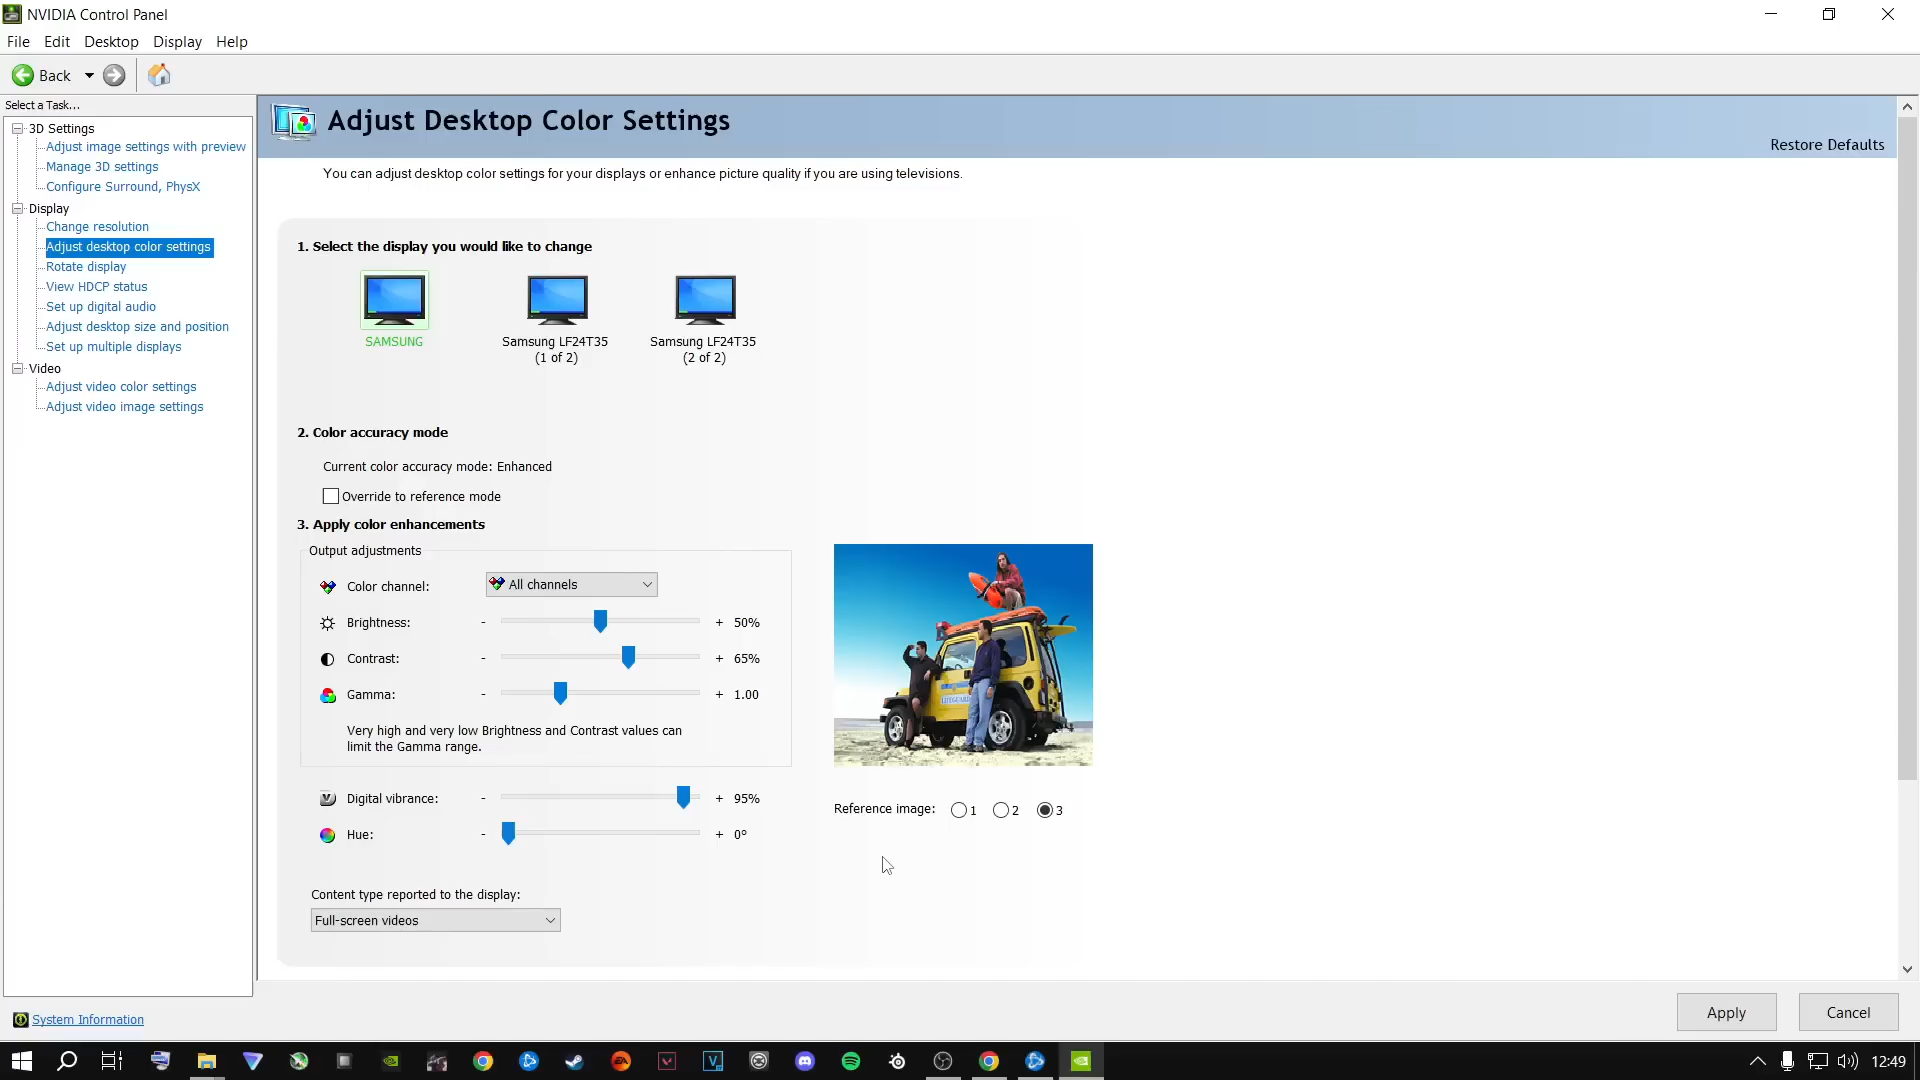 NVIDIA Control Panel
File Edit Desktop Display Help
Back
Select a Task...
3D Settings
Adjust image settings with preview
Manage 3D settings
Configure Surround, PhysX
Display
Change resolution
Adjust desktop color settings
Rotate display
View HDCP status
Set up digital audio
Adjust desktop size and position
Set up multiple displays
Video
Adjust video color settings
Adjust video image settings
System Information
Adjust Desktop Color Settings
Restore Defaults
You can adjust desktop color settings for your displays or enhance picture quality if you are using televisions.
1. Select the display you would like to change
SAMSUNG
Samsung LF24T35
(1 of 2)
Samsung LF24T35
(2 of 2)
2. Color accuracy mode
Current color accuracy mode: Enhanced
Override to reference mode
3. Apply color enhancements
Output adjustments
Color channel: All channels
Brightness: - + 50%
Contrast: - + 65%
Gamma: - + 1.00
Very high and very low Brightness and Contrast values can
limit the Gamma range.
Digital vibrance: - + 95%
Hue: - + 0°
Reference image: 1 2 3
Content type reported to the display:
Full-screen videos
Apply Cancel
12:49